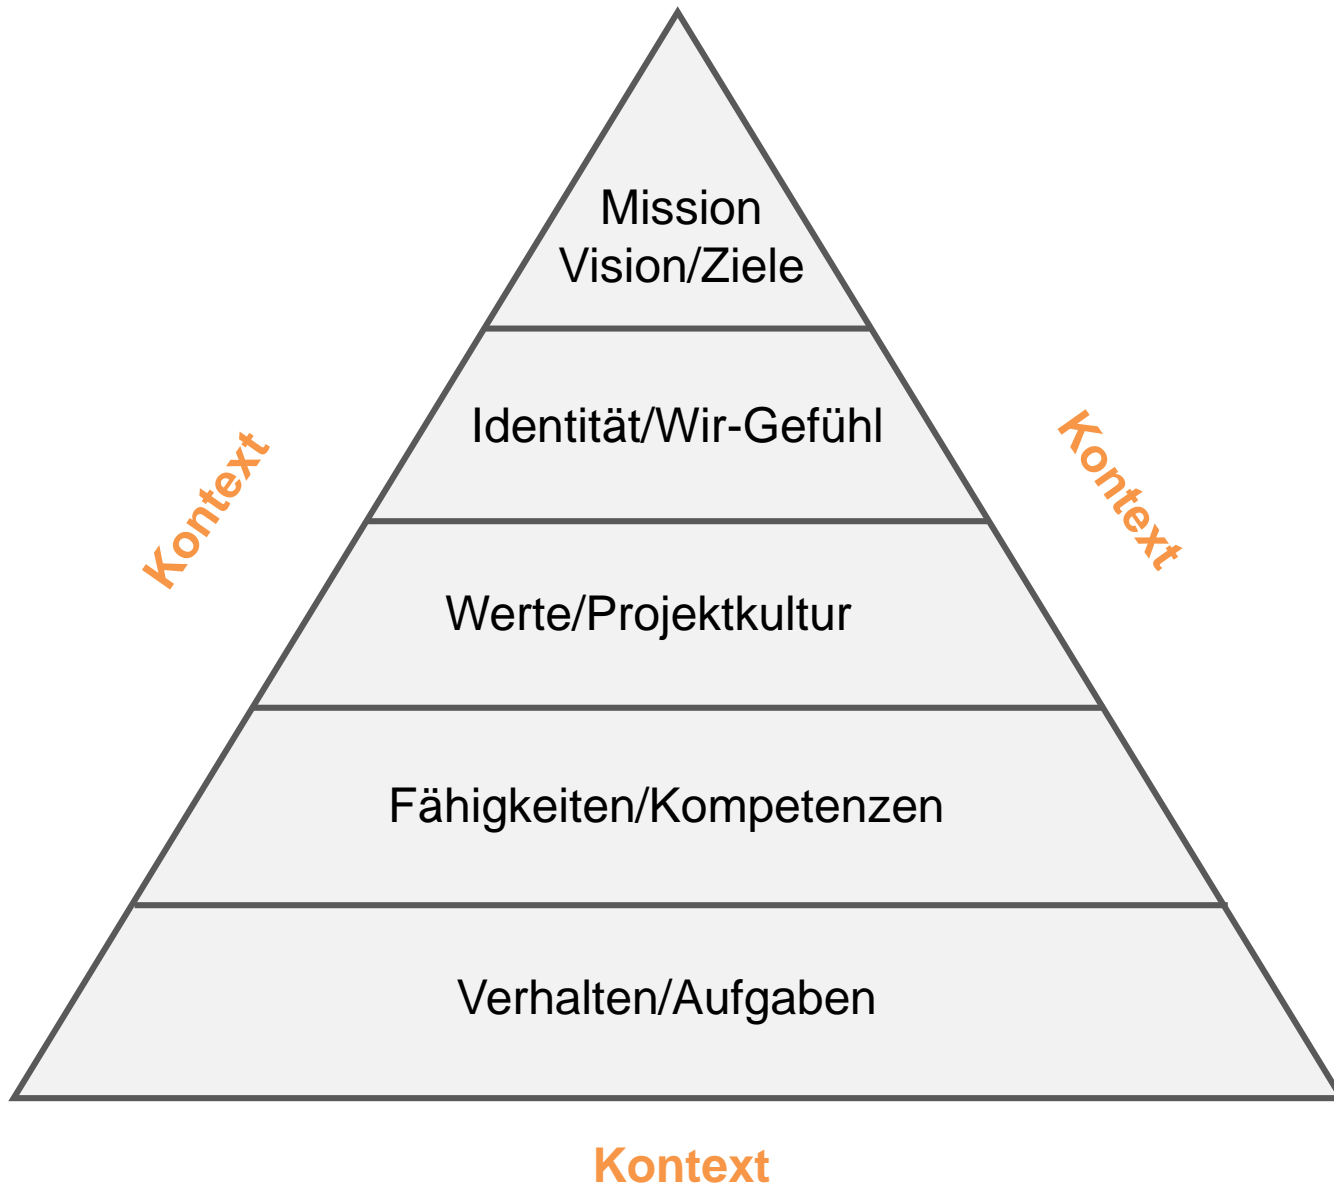 Mission
Vision/Ziele
Identität/Wir-Gefühl
Kontext
Kontext
Werte/Projektkultur
Fähigkeiten/Kompetenzen
Verhalten/Aufgaben
Kontext